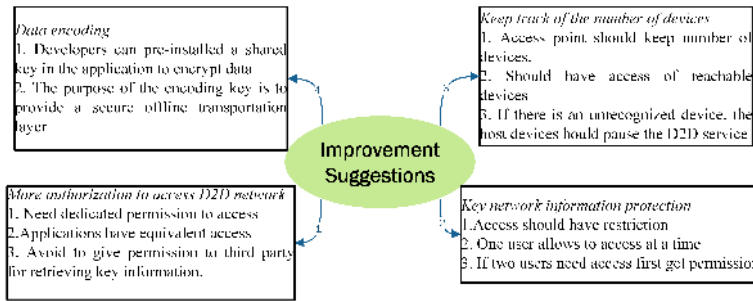 Data encoding
1. Developers can pre-installed a shared
key in the application to encrypt data
2. The purpose of the encoding key is to
provide a secure offline transportation
layer
Keep track of the number of devices
1. Access point should keep number of
devices.
2. Should have access of reachable
devices
3. If there is an unrecognized device, the
host devices hould pause the D2D service
4
3
Improvement
Suggestions
1
2
More authorization to access D2D network
1. Need dedicated permission to access
2.Applications have equivalent access
3. Avoid to give permission to third party
for retrieving key information.
Key network information protection
1.Access should have restriction
2. One user allows to access at a time
3. If two users need access first get permission